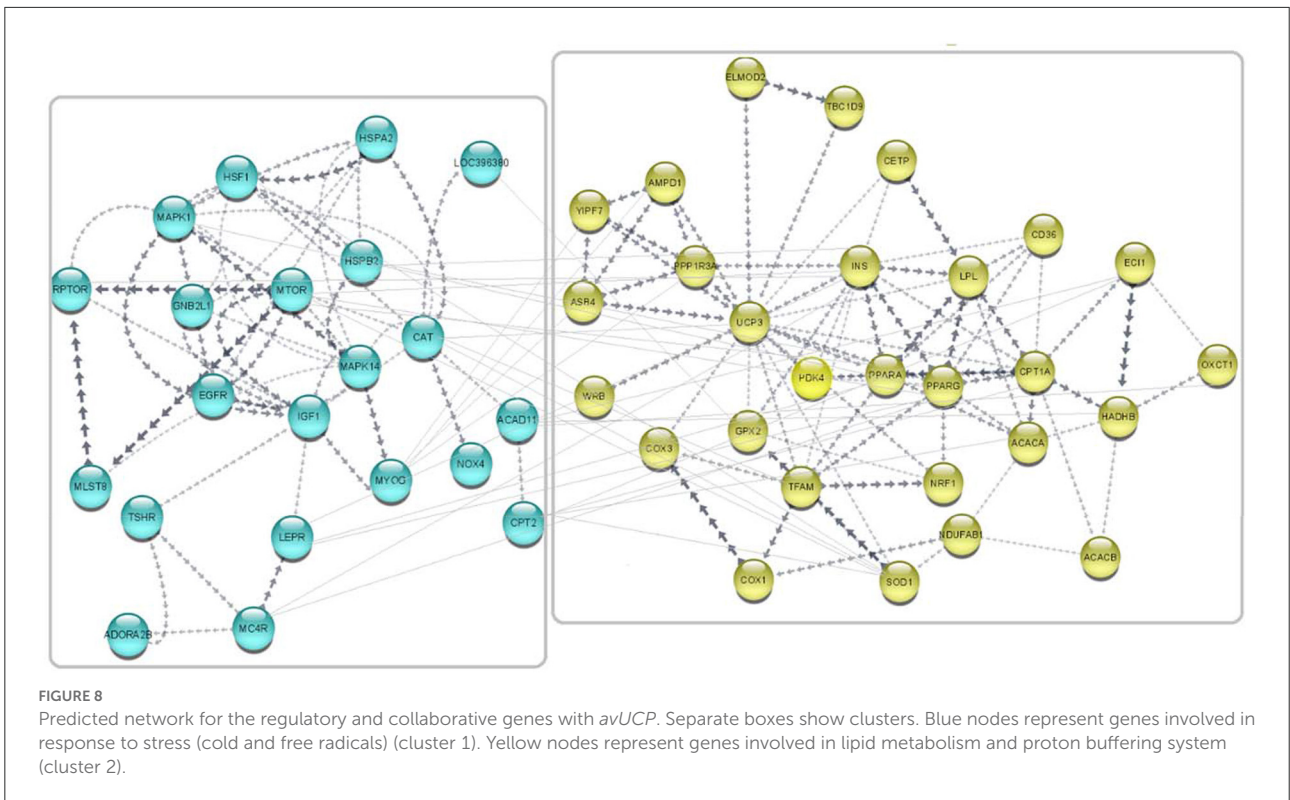 ELMOD2
TBC1D9
HSPA2
LOC396380
CETP
HSF1
AMPD1
YIPF7
MAPK1
CD36
HSPB2
PPP1R3A
INS
LPL
ECI1
RPTOR
MTOR
GNB2L1
ASB4
UCP3
CAT
MAPK14
PDK4
PPARA
PPARG
CPT1A
OXCT1
EGFR
WRB
IGF1
ACAD11
HADHB
GPX2
COX3
ACACA
NOX4
MYOG
MLST8
TFAM
NRF1
TSHR
CPT2
LEPR
NDUFAB1
ACACB
COX1
SOD1
ADORA2B
MC4R
FIGURE 8
Predicted network for the regulatory and collaborative genes with avUCP. Separate boxes show clusters. Blue nodes represent genes involved in
response to stress (cold and free radicals) (cluster 1). Yellow nodes represent genes involved in lipid metabolism and proton buffering system
(cluster 2).